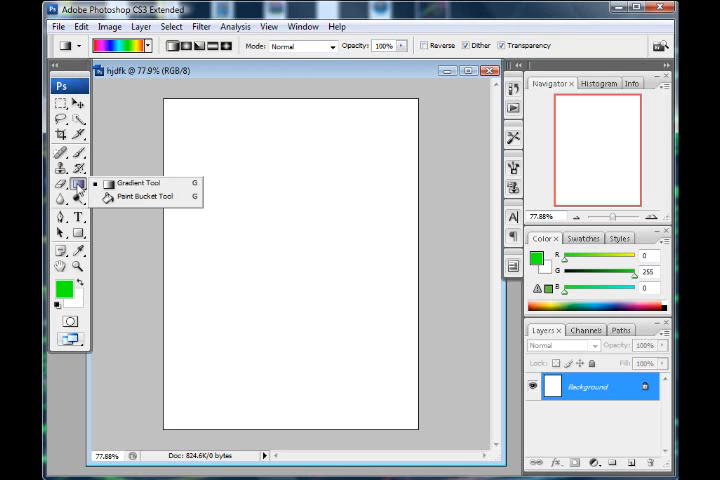 Adobe Photoshop CS3 Extended
File Edit Image Layer Select Filter Analysis View Window Help
Mode: Normal Opacity: 100% Reverse Dither Transparency
Ps
hjdfk @ 77.9% (RGB/8)
Gradient Tool G
Paint Bucket Tool G
T
77.88% Doc: 824.6K/0 bytes
A
Navigator × Histogram Info
77.88%
Color × Swatches Styles
R 0
G 255
B 0
Layers × Channels Paths
Normal Opacity: 100%
Lock: Fill: 100%
Background
fx